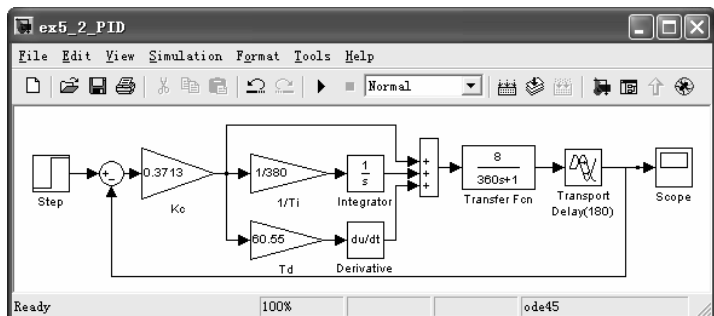 ex5_2_PID
File Edit View Simulation Format Tools Help
Normal
Step
+
-
0.3713
Kc
1/380
1/Ti
1
s
Integrator
60.55
Td
du/dt
Derivative
+
+
+
8
360s+1
Transfer Fcn
Transport
Delay(180)
Scope
Ready 100% ode45